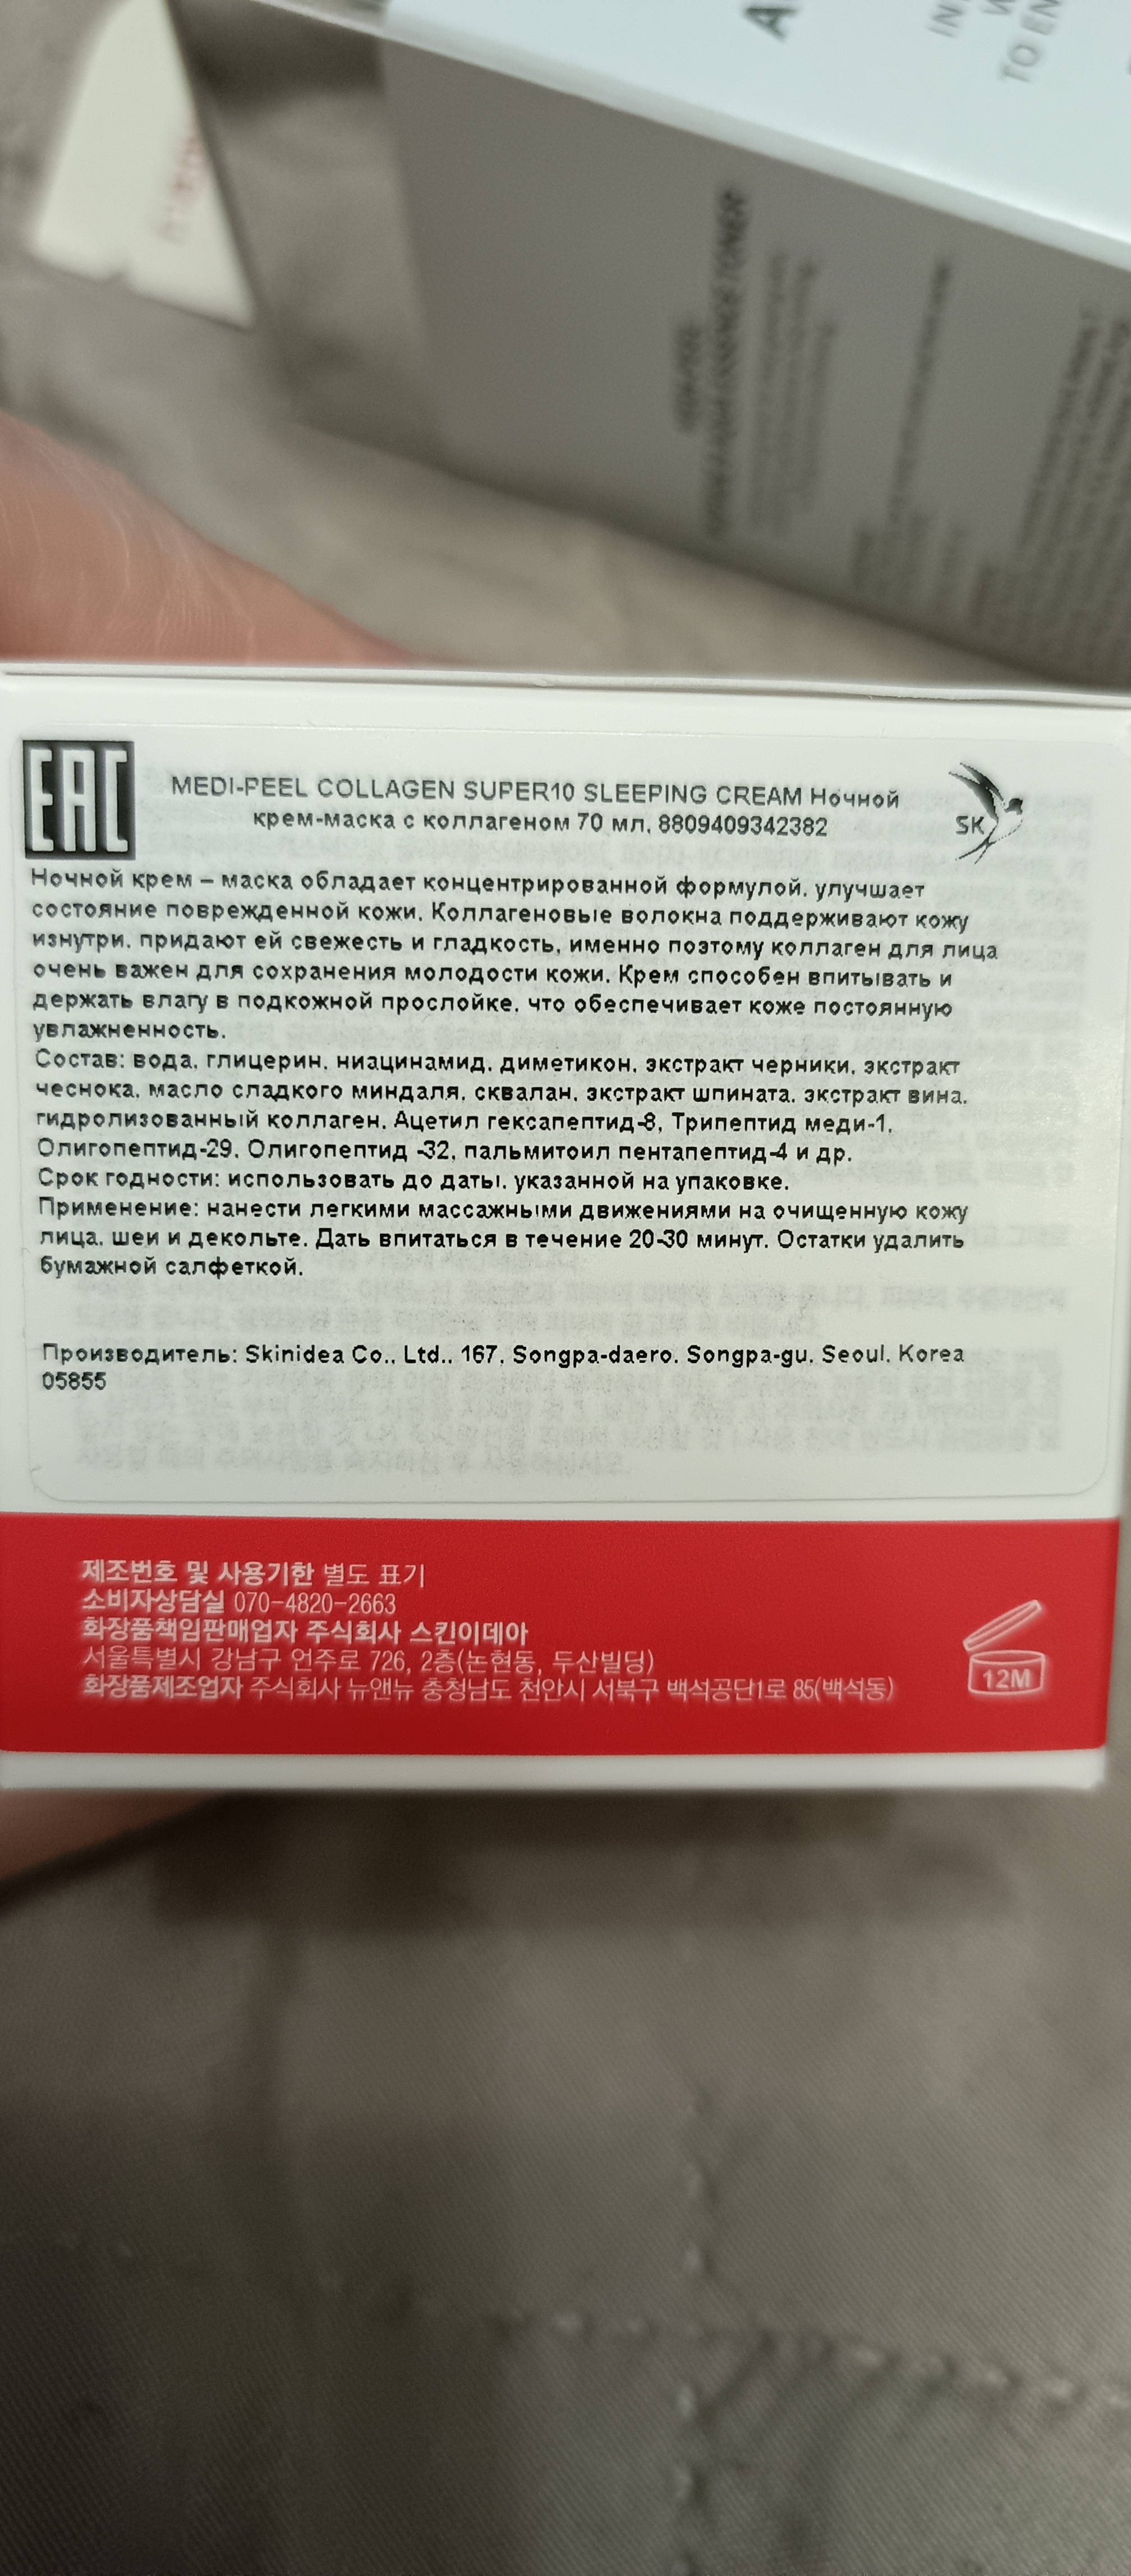 TO EN
EAC
MEDI-PEEL COLLAGEN SUPER10 SLEEPING CREAM Ночной
крем-маска с коллагеном 70 мл, 8809409342382
SK
Ночной крем – маска обладает концентрированной формулой, улучшает
состояние поврежденной кожи. Коллагеновые волокна поддерживают кожу
изнутри, придают ей свежесть и гладкость, именно поэтому коллаген для лица
очень важен для сохранения молодости кожи. Крем способен впитывать и
держать влагу в подкожной прослойке, что обеспечивает коже постоянную
увлажненность.
Состав: вода, глицерин, ниацинамид, диметикон, экстракт черники, экстракт
чеснока, масло сладкого миндаля, сквалан, экстракт шпината, экстракт вина,
гидролизованный коллаген, Ацетил гексапептид-8, Трипептид меди-1,
Олигопептид-29, Олигопептид -32, пальмитоил пентапептид-4 и др.
Срок годности: использовать до даты, указанной на упаковке.
Применение: нанести легкими массажными движениями на очищенную кожу
лица, шеи и декольте. Дать впитаться в течение 20-30 минут. Остатки удалить
бумажной салфеткой.
Производитель: Skinidea Co., Ltd., 167, Songpa-daero, Songpa-gu, Seoul, Korea
05855
제조번호 및 사용기한 별도 표기
소비자상담실 070-4820-2663
화장품책임판매업자 주식회사 스킨이데아
서울특별시 강남구 언주로 726, 2층(논현동, 두산빌딩)
화장품제조업자 주식회사 뉴앤뉴 충청남도 천안시 서북구 백석공단1로 85(백석동)
12M